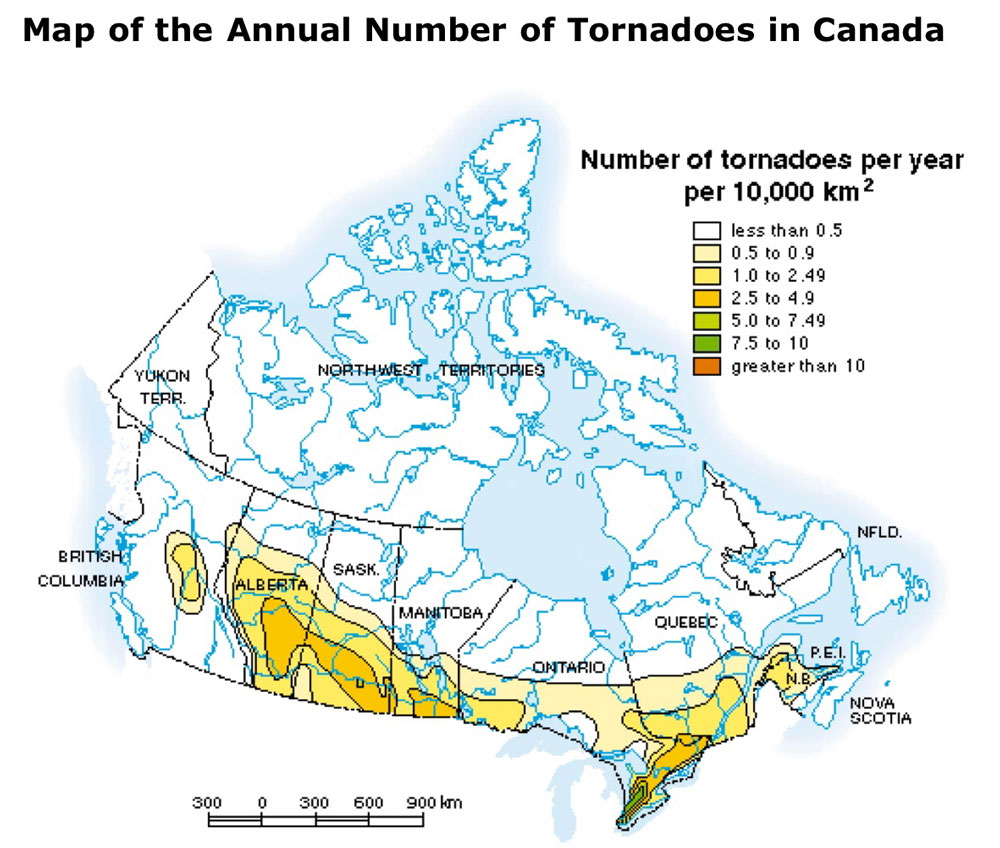 Map of the Annual Number of Tornadoes in Canada
Number of tornadoes per year
per 10,000 km²
less than 0.5
0.5 to 0.9
1.0 to 2.49
2.5 to 4.9
5.0 to 7.49
7.5 to 10
greater than 10
YUKON
TERR.
NORTHWEST TERRITORIES
BRITISH
COLUMBIA
ALBERTA
SASK.
MANITOBA
ONTARIO
QUEBEC
NFLD.
P.E.I.
N.B.
NOVA
SCOTIA
300 0 300 600 900 km